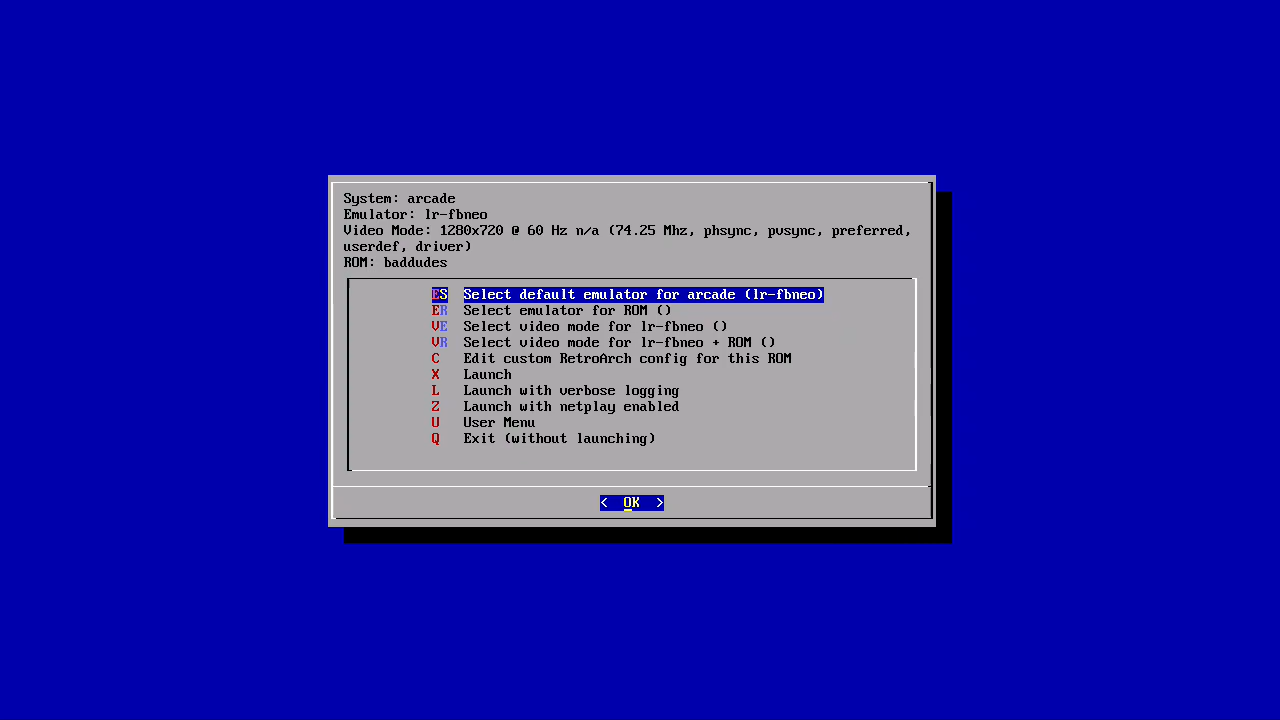 System: arcade
Emulator: lr-fbneo
Video Mode: 1280x720 @ 60 Hz n/a (74.25 Mhz, phsync, pvsync, preferred,
userdef, driver)
ROM: baddudes
ES Select default emulator for arcade (lr-fbneo)
ER Select emulator for ROM ()
VE Select video mode for lr-fbneo ()
VR Select video mode for lr-fbneo + ROM ()
C Edit custom RetroArch config for this ROM
X Launch
L Launch with verbose logging
Z Launch with netplay enabled
U User Menu
Q Exit (without launching)
< OK >